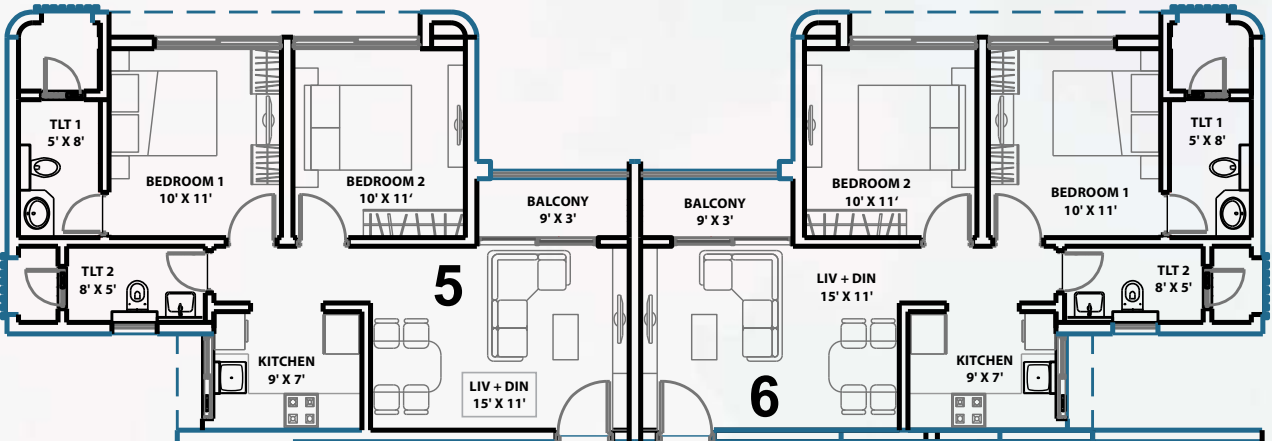 TLT 1
5' X 8'
BEDROOM 1
10' X 11'
BEDROOM 2
10' X 11‘
BALCONY
9' X 3'
TLT 2
8' X 5'
5
KITCHEN
9' X 7'
LIV + DIN
15' X 11'
BALCONY
9' X 3'
BEDROOM 2
10' X 11‘
BEDROOM 1
10' X 11'
TLT 1
5' X 8'
LIV + DIN
15' X 11'
TLT 2
8' X 5'
6
KITCHEN
9' X 7'